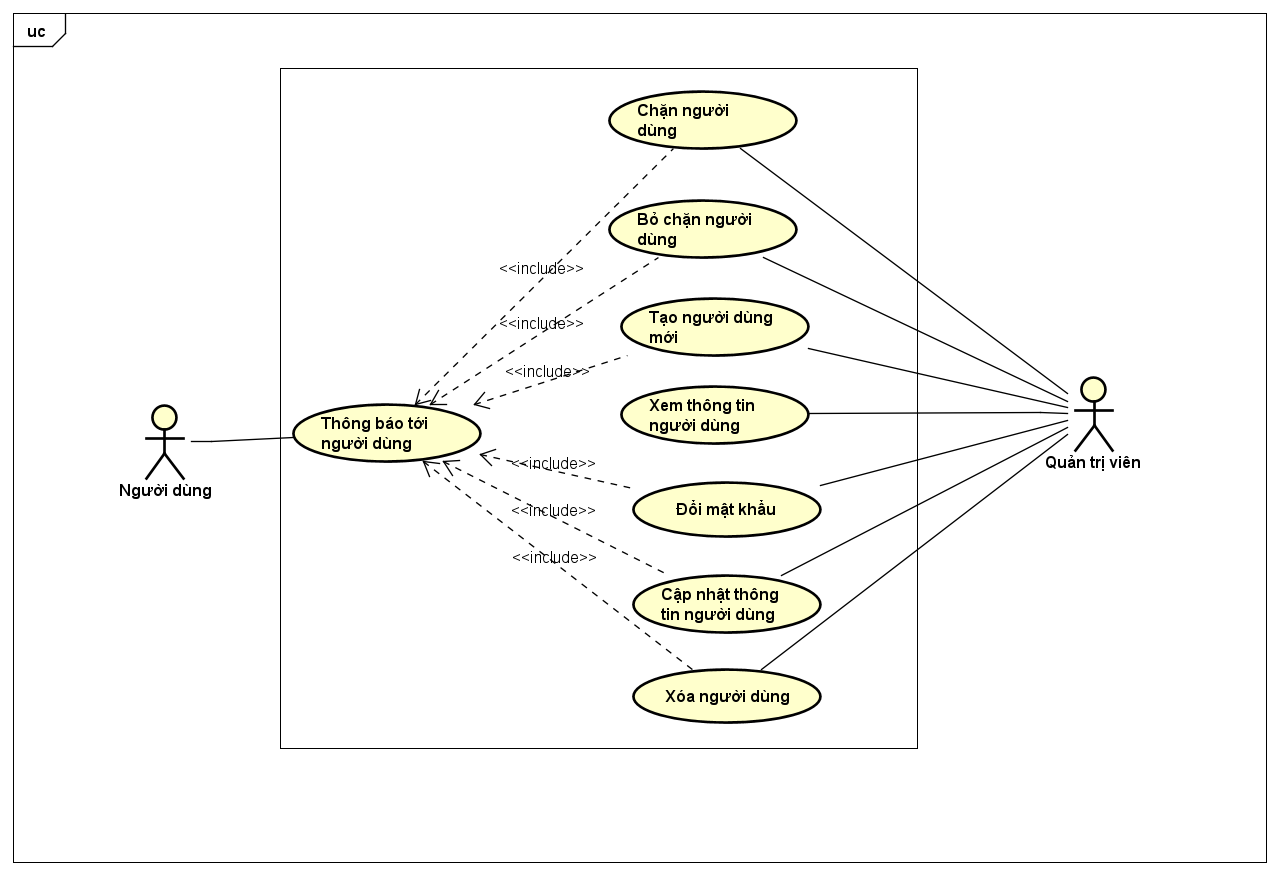 uc
Chặn người
dùng
Bỏ chặn người
dùng
<<include>>
<<include>>
Tạo người dùng
mới
<<include>>
Xem thông tin
người dùng
Thông báo tới
người dùng
Người dùng
Quản trị viên
<<include>>
Đổi mật khẩu
<<include>>
<<include>>
Cập nhật thông
tin người dùng
Xóa người dùng